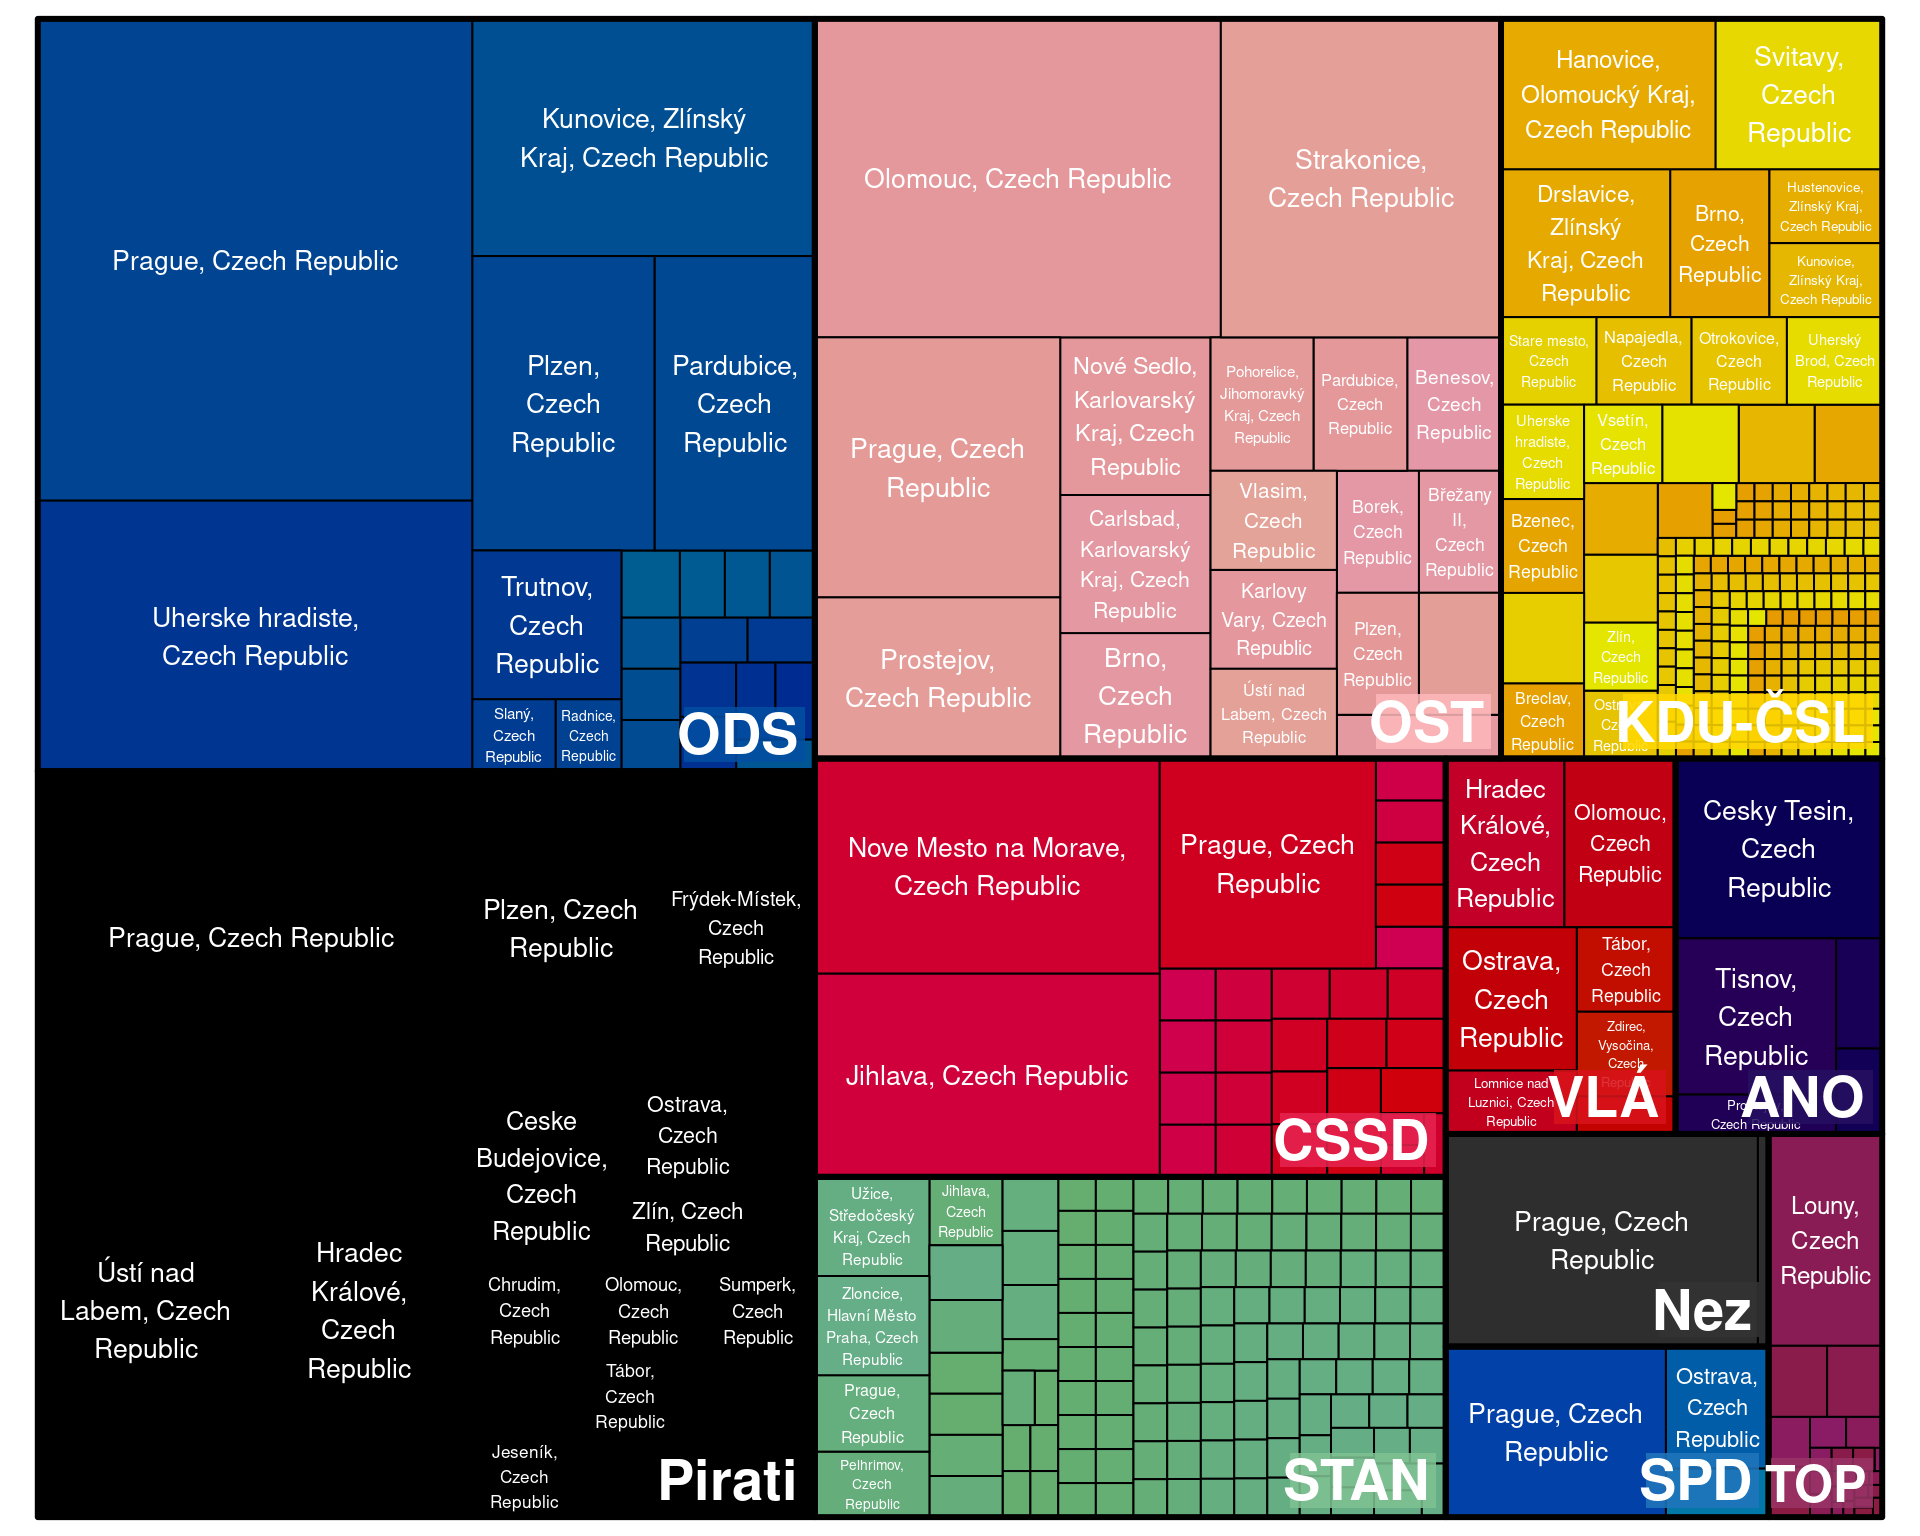 Prague, Czech Republic
Kunovice, Zlínský
Kraj, Czech Republic
Plzen,
Czech
Republic
Pardubice,
Czech
Republic
Uherske hradiste,
Czech Republic
Trutnov,
Czech
Republic
Slaný,
Czech
Republic
Radnice,
Czech
Republic
ODS
Olomouc, Czech Republic
Strakonice,
Czech Republic
Prague, Czech
Republic
Prostejov,
Czech Republic
Nové Sedlo,
Karlovarský
Kraj, Czech
Republic
Carlsbad,
Karlovarský
Kraj, Czech
Republic
Brno,
Czech
Republic
Pohorelice,
Jihomoravký
Kraj, Czech
Republic
Pardubice,
Czech
Republic
Benesov,
Czech
Republic
Vlasim,
Czech
Republic
Karlovy
Vary, Czech
Republic
Ústí nad
Labem, Czech
Republic
Borek,
Czech
Republic
Břežany
II,
Czech
Republic
Plzen,
Czech
Republic
OST
Hanovice,
Olomoucký Kraj,
Czech Republic
Svitavy,
Czech
Republic
Drslavice,
Zlínský
Kraj, Czech
Republic
Brno,
Czech
Republic
Hustenovice,
Zlínský Kraj,
Czech Republic
Kunovice,
Zlínský Kraj,
Czech Republic
Stare mesto,
Czech
Republic
Napajedla,
Czech
Republic
Otrokovice,
Czech
Republic
Uherský
Brod, Czech
Republic
Uherske
hradiste,
Czech
Republic
Vsetín,
Czech
Republic
Bzenec,
Czech
Republic
Zlín,
Czech
Republic
Breclav,
Czech
Republic
KDU-ČSL
Prague, Czech Republic
Plzen, Czech
Republic
Frýdek-Místek,
Czech
Republic
Ústí nad
Labem, Czech
Republic
Hradec
Králové,
Czech
Republic
Ceske
Budejovice,
Czech
Republic
Ostrava,
Czech
Republic
Zlín, Czech
Republic
Chrudim,
Czech
Republic
Olomouc,
Czech
Republic
Sumperk,
Czech
Republic
Tábor,
Czech
Republic
Jeseník,
Czech
Republic
Pirati
Nove Mesto na Morave,
Czech Republic
Prague, Czech
Republic
Jihlava, Czech Republic
CSSD
Hradec
Králové,
Czech
Republic
Olomouc,
Czech
Republic
Ostrava,
Czech
Republic
Tábor,
Czech
Republic
Zdirec,
Vysočina,
Czech
Republic
Lomnice nad
Luznici, Czech
Republic
VLÁ
Cesky Tesin,
Czech
Republic
Tisnov,
Czech
Republic
Czech Republic
ANO
Užice,
Středočeský
Kraj, Czech
Republic
Jihlava,
Czech
Republic
Zloncice,
Hlavní Město
Praha, Czech
Republic
Prague,
Czech
Republic
Pelhrimov,
Czech
Republic
STAN
Prague, Czech
Republic
Nez
Louny,
Czech
Republic
TOP
Prague, Czech
Republic
Ostrava,
Czech
Republic
SPD